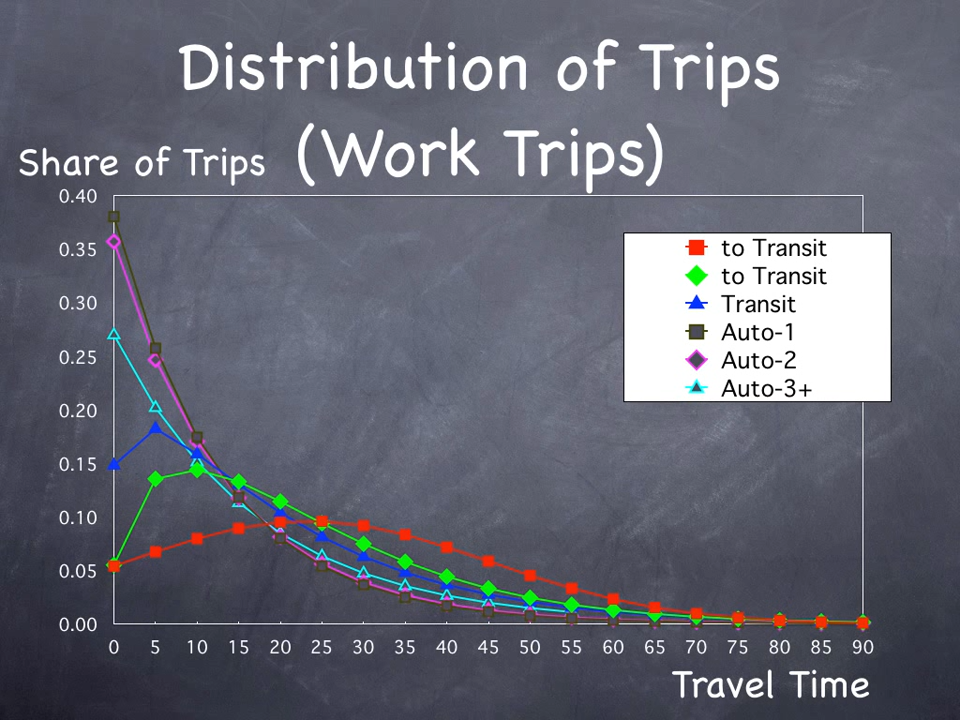 Distribution of Trips
(Work Trips)
Share of Trips
0.40
0.35
0.30
0.25
0.20
0.15
0.10
0.05
0.00
to Transit
to Transit
Transit
Auto-1
Auto-2
Auto-3+
0 5 10 15 20 25 30 35 40 45 50 55 60 65 70 75 80 85 90
Travel Time